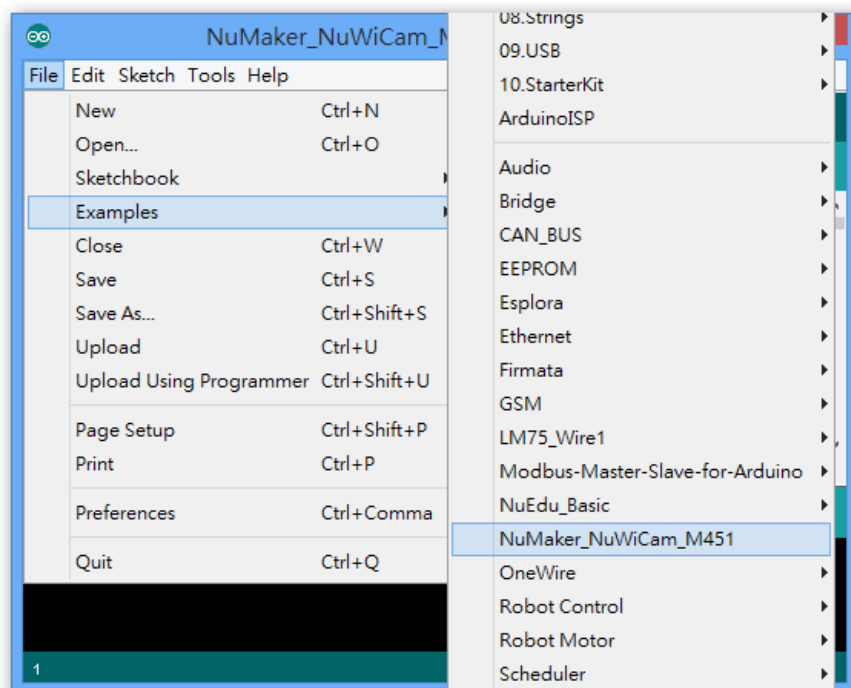 NuMaker_NuWiCam_
File Edit Sketch Tools Help
New Ctrl+N
Open... Ctrl+O
Sketchbook
Examples
Close Ctrl+W
Save Ctrl+S
Save As... Ctrl+Shift+S
Upload Ctrl+U
Upload Using Programmer Ctrl+Shift+U
Page Setup Ctrl+Shift+P
Print Ctrl+P
Preferences Ctrl+Comma
Quit Ctrl+Q
1
08.Strings
09.USB
10.StarterKit
ArduinoISP
Audio
Bridge
CAN_BUS
EEPROM
Esplora
Ethernet
Firmata
GSM
LM75_Wire1
Modbus-Master-Slave-for-Arduino
NuEdu_Basic
NuMaker_NuWiCam_M451
OneWire
Robot Control
Robot Motor
Scheduler